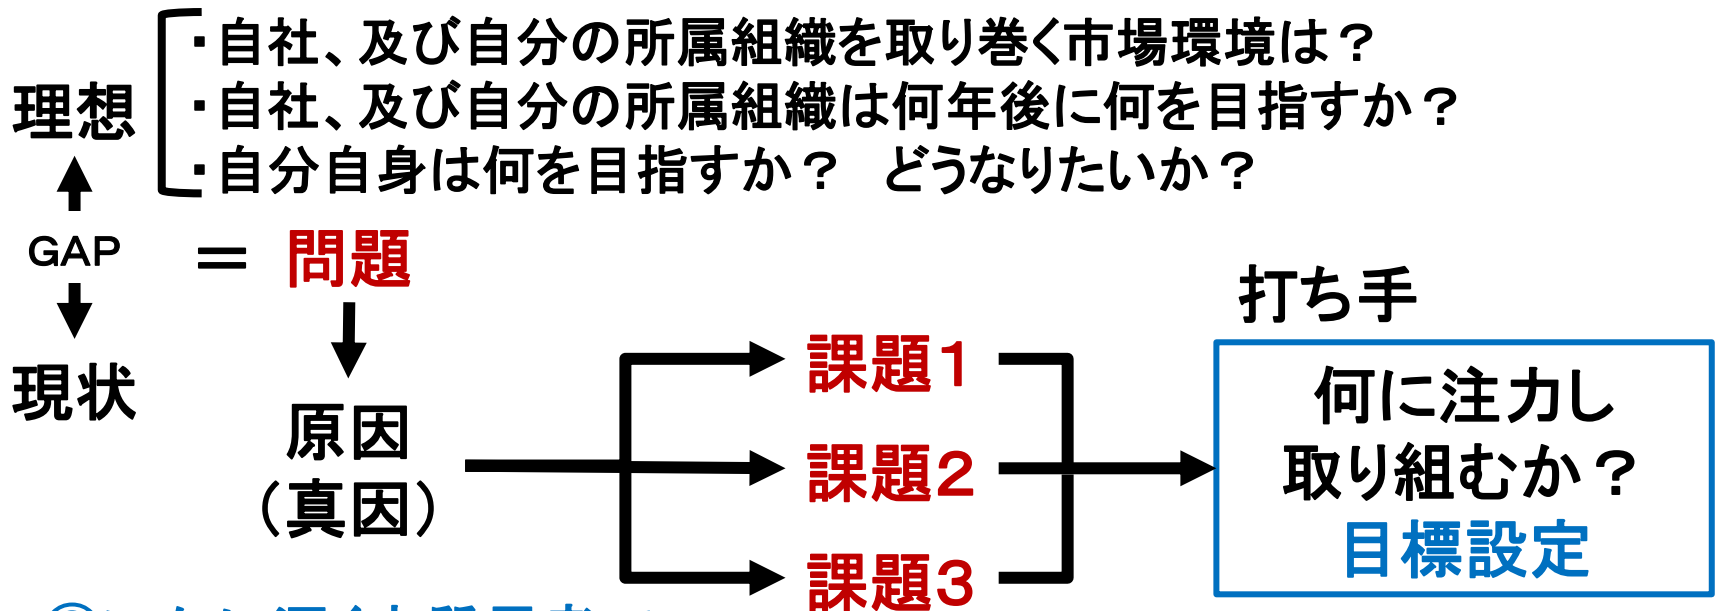 ・自社、及び自分の所属組織を取り巻く市場環境は？
・自社、及び自分の所属組織は何年後に何を目指すか？
・自分自身は何を目指すか？　どうなりたいか？
理想
GAP
現状
＝ 問題
原因
（真因）
課題１
課題２
課題３
打ち手
何に注力し
取り組むか？
目標設定